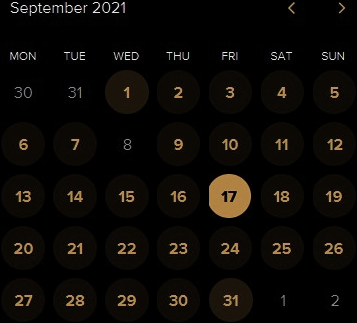 September 2021
MON TUE WED THU FRI SAT SUN
30 31 1 2 3 4 5
6 7 8 9 10 11 12
13 14 15 16 17 18 19
20 21 22 23 24 25 26
27 28 29 30 31 1 2